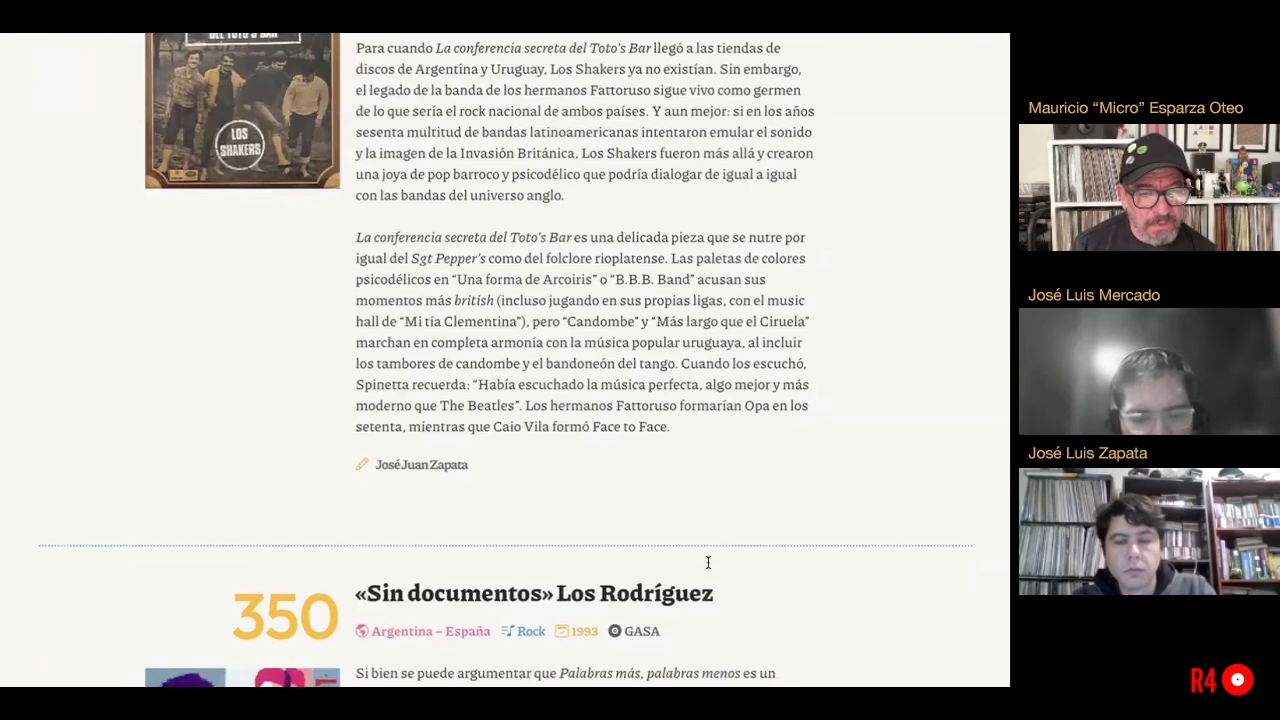 DEL TOTO'S BAR
LOS
SHAKERS
Para cuando La conferencia secreta del Toto's Bar llegó a las tiendas de
discos de Argentina y Uruguay, Los Shakers ya no existían. Sin embargo,
el legado de la banda de los hermanos Fattoruso sigue vivo como germen
de lo que sería el rock nacional de ambos países. Y aun mejor: si en los años
sesenta multitud de bandas latinoamericanas intentaron emular el sonido
y la imagen de la Invasión Británica, Los Shakers fueron más allá y crearon
una joya de pop barroco y psicodélico que podría dialogar de igual a igual
con las bandas del universo anglo.
La conferencia secreta del Toto's Bar es una delicada pieza que se nutre por
igual del Sgt Pepper's como del folclore rioplatense. Las paletas de colores
psicodélicos en “Una forma de Arcoiris” o “B.B.B. Band” acusan sus
momentos más british (incluso jugando en sus propias ligas, con el music
hall de “Mi tía Clementina”), pero “Candombe” y “Más largo que el Ciruela”
marchan en completa armonía con la música popular uruguaya, al incluir
los tambores de candombe y el bandoneón del tango. Cuando los escuchó,
Spinetta recuerda: “Había escuchado la música perfecta, algo mejor y más
moderno que The Beatles”. Los hermanos Fattoruso formarían Opa en los
setenta, mientras que Caio Vila formó Face to Face.
José Juan Zapata
350
«Sin documentos» Los Rodríguez
Argentina – España Rock 1993 GASA
Si bien se puede argumentar que Palabras más, palabras menos es un
Mauricio “Micro” Esparza Oteo
José Luis Mercado
José Luis Zapata
R4